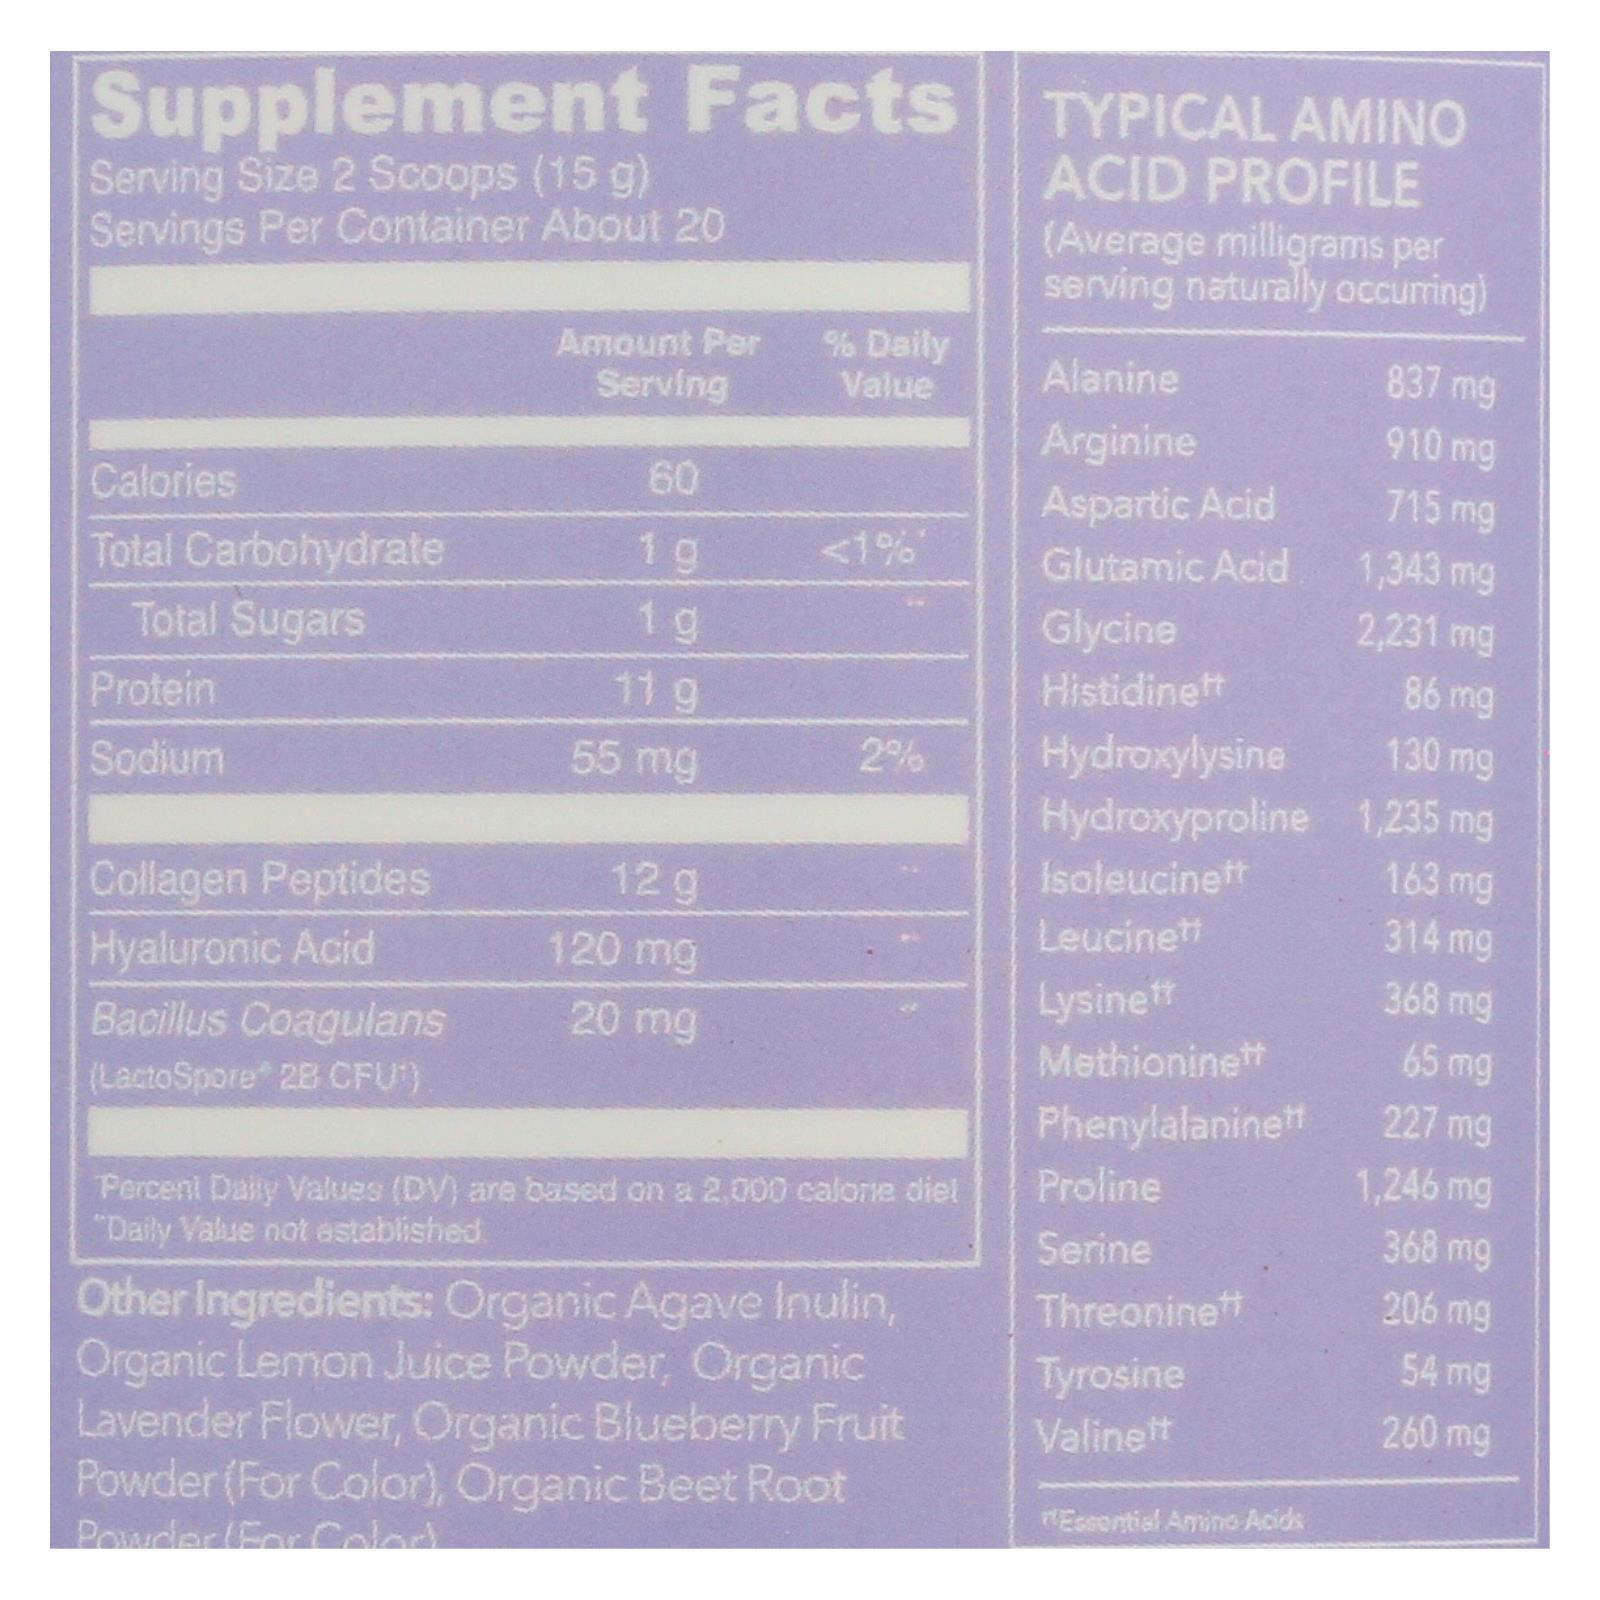 Supplement Facts
Serving Size 2 Scoops (15 g)
Servings Per Container About 20
Amount Per Serving % Daily Value
Calories 60
Total Carbohydrate 1 g <1%*
Total Sugars 1 g **
Protein 11 g
Sodium 55 mg 2%
Collagen Peptides 12 g **
Hyaluronic Acid 120 mg **
Bacillus Coagulans 20 mg **
(LactoSpore® 2B CFU†)
*Percent Daily Values (DV) are based on a 2,000 calorie diet
**Daily Value not established.
Other Ingredients: Organic Agave Inulin,
Organic Lemon Juice Powder, Organic
Lavender Flower, Organic Blueberry Fruit
Powder (For Color), Organic Beet Root
Powder (For Color)
TYPICAL AMINO
ACID PROFILE
(Average milligrams per
serving naturally occurring)
Alanine 837 mg
Arginine 910 mg
Aspartic Acid 715 mg
Glutamic Acid 1,343 mg
Glycine 2,231 mg
Histidine†† 86 mg
Hydroxylysine 130 mg
Hydroxyproline 1,235 mg
Isoleucine†† 163 mg
Leucine†† 314 mg
Lysine†† 368 mg
Methionine†† 65 mg
Phenylalanine†† 227 mg
Proline 1,246 mg
Serine 368 mg
Threonine†† 206 mg
Tyrosine 54 mg
Valine†† 260 mg
††Essential Amino Acids